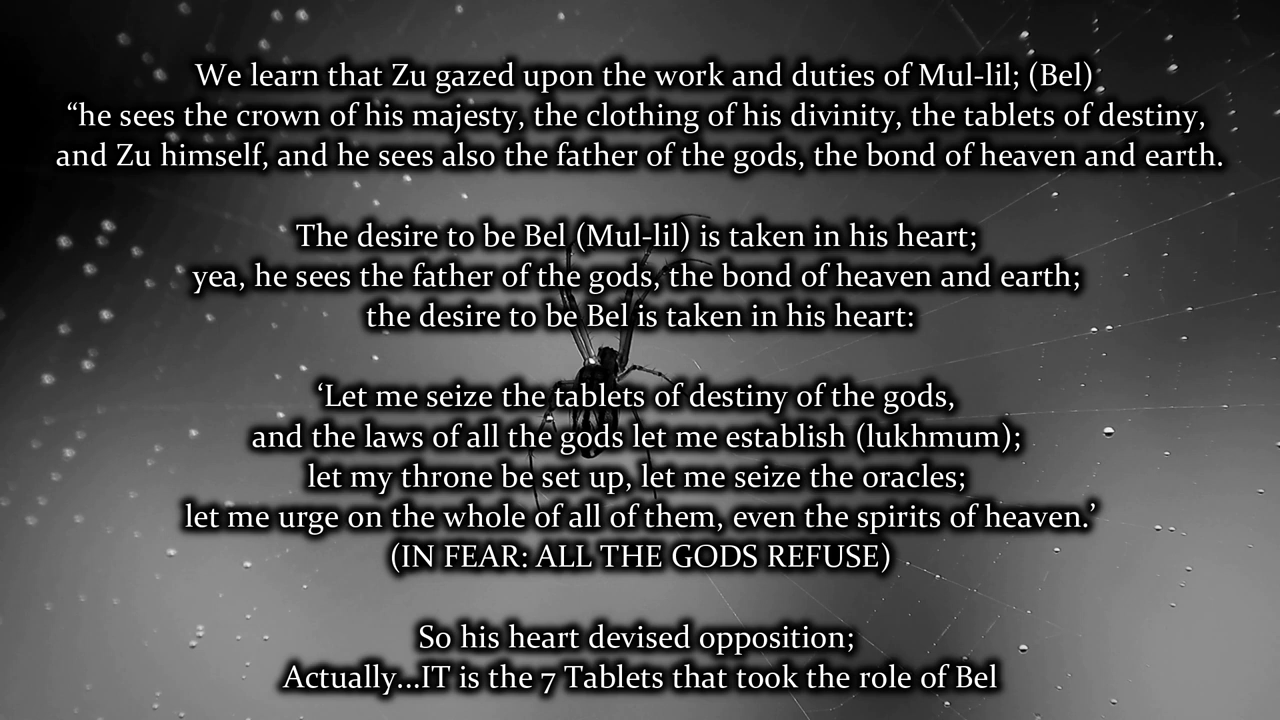 We learn that Zu gazed upon the work and duties of Mul-lil; (Bel)
“he sees the crown of his majesty, the clothing of his divinity, the tablets of destiny,
and Zu himself, and he sees also the father of the gods, the bond of heaven and earth.
The desire to be Bel (Mul-lil) is taken in his heart;
yea, he sees the father of the gods, the bond of heaven and earth;
the desire to be Bel is taken in his heart:
‘Let me seize the tablets of destiny of the gods,
and the laws of all the gods let me establish (lukhmum);
let my throne be set up, let me seize the oracles;
let me urge on the whole of all of them, even the spirits of heaven.’
(IN FEAR: ALL THE GODS REFUSE)
So his heart devised opposition;
Actually...IT is the 7 Tablets that took the role of Bel